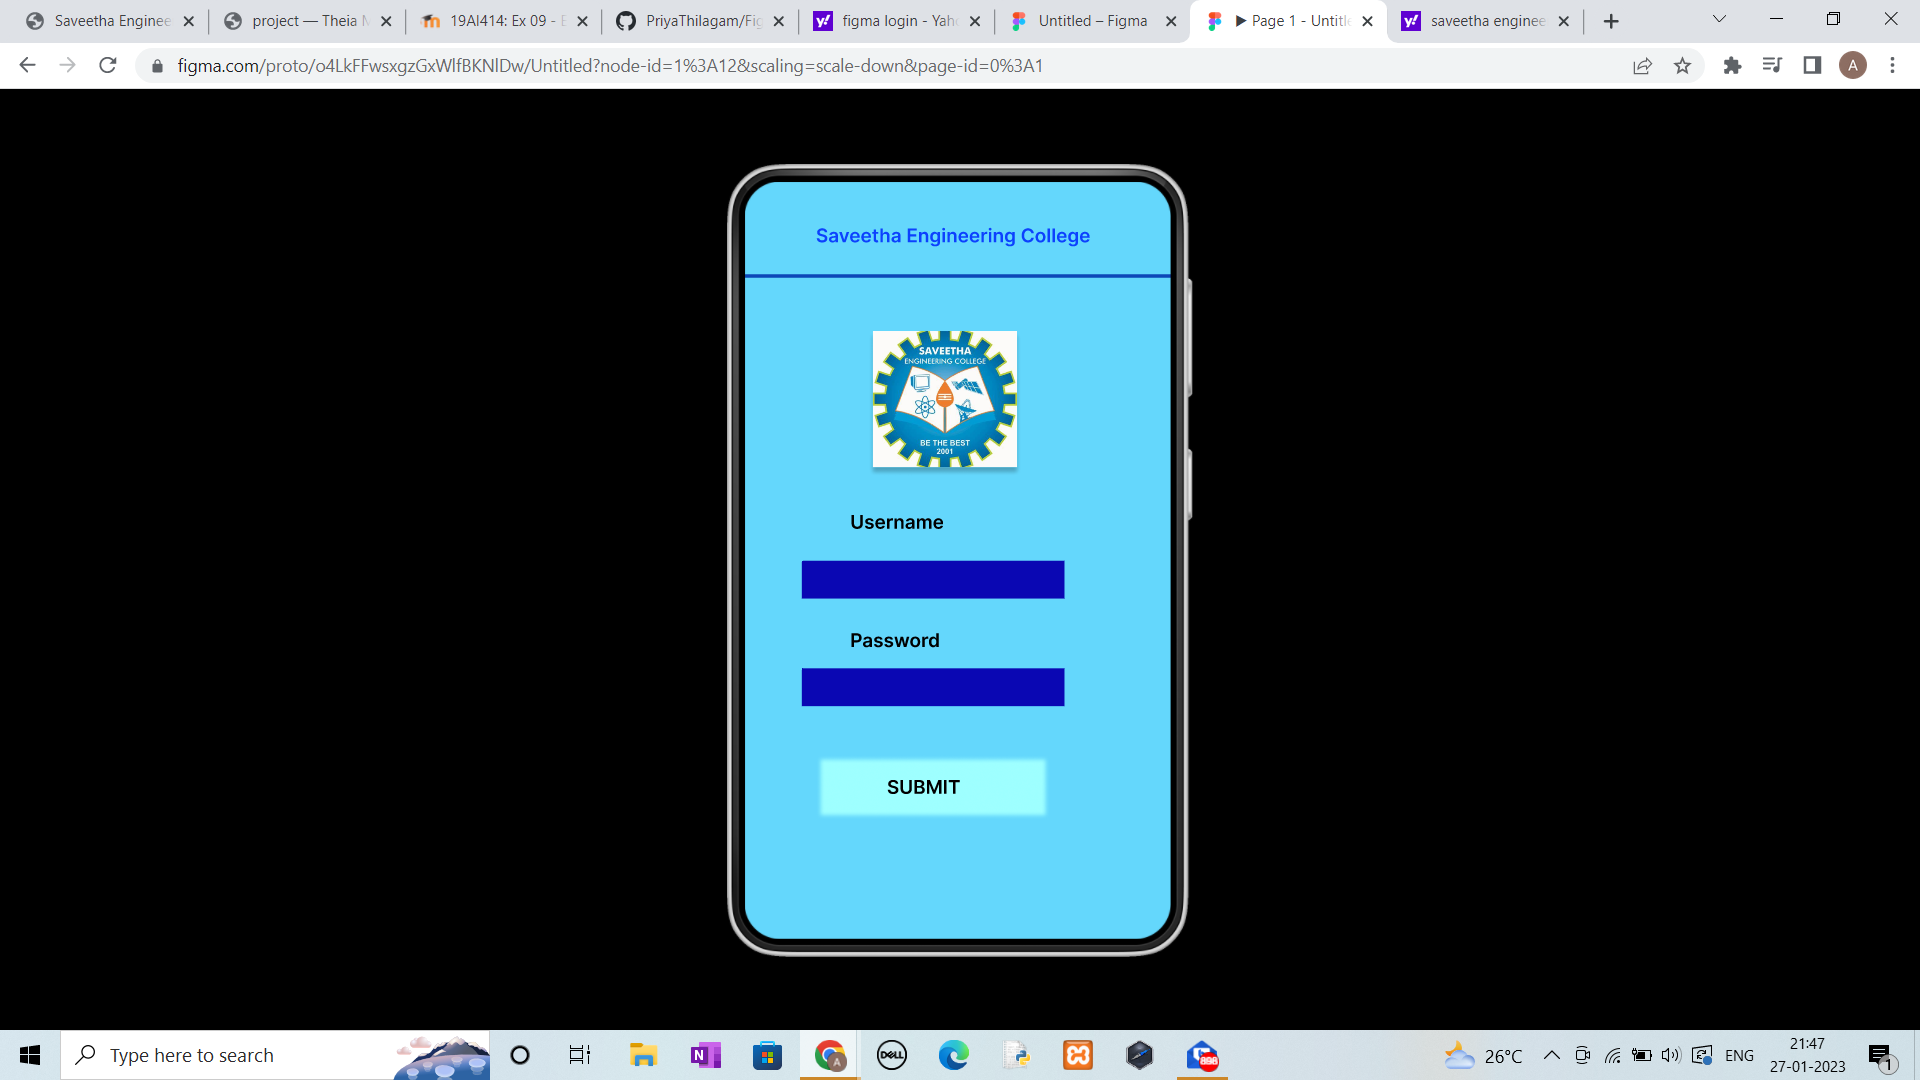 Saveetha Enginee
project — Theia M
19AI414: Ex 09 - E
PriyaThilagam/Fig
figma login - Yah
Untitled – Figma
▶ Page 1 - Untitle
saveetha enginee
figma.com/proto/o4LkFFwsxgzGxWlfBKNlDw/Untitled?node-id=1%3A12&scaling=scale-down&page-id=0%3A1
A
Saveetha Engineering College
SAVEETHA
ENGINEERING COLLEGE
BE THE BEST
2001
Username
Password
SUBMIT
Type here to search
N
A
DELL
898
26°C
ENG
21:47
27-01-2023
1